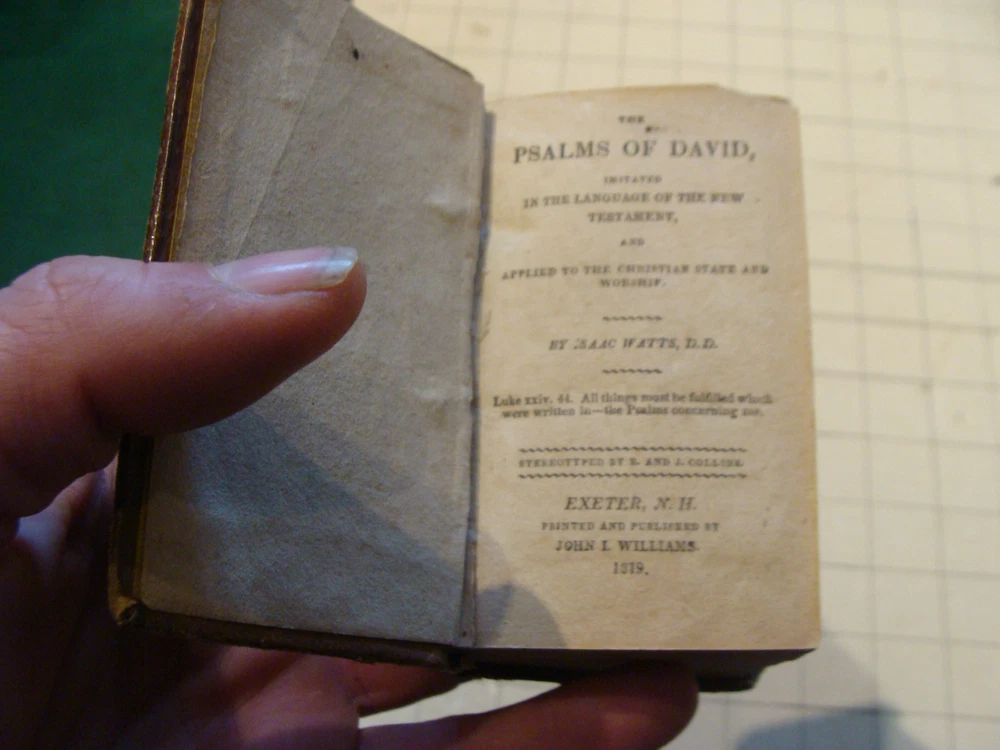 THE
PSALMS OF DAVID,
IMITATED
IN THE LANGUAGE OF THE NEW
TESTAMENT,
AND
APPLIED TO THE CHRISTIAN STATE AND
WORSHIP.
BY ISAAC WATTS, D.D.
Luke xxiv. 44. All things must be fulfilled which
were written in—the Psalms concerning me.
STEREOTYPED BY B. AND J. COLLINS.
EXETER, N. H.
PRINTED AND PUBLISHED BY
JOHN I. WILLIAMS.
1819.